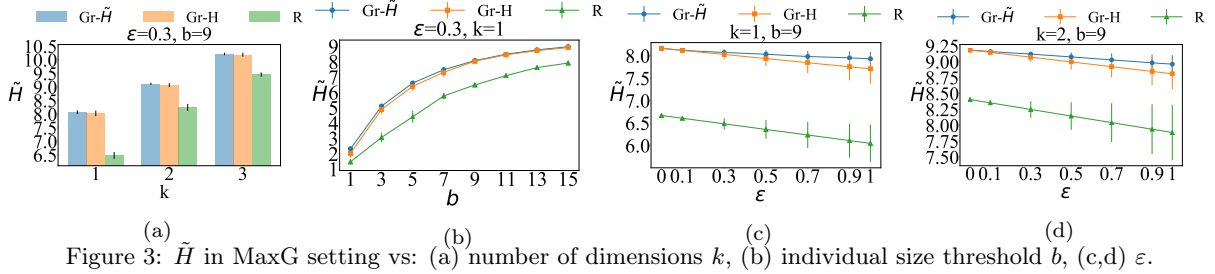 Gr-H̃ Gr-H R
ε=0.3, b=9
H̃
10.5
10.0
9.5
9.0
8.5
8.0
7.5
7.0
6.5
1 2 3
k
(a)
Gr-H̃ Gr-H R
ε=0.3, k=1
H̃
9
8
7
6
5
4
3
2
1
1 3 5 7 9 11 13 15
b
(b)
Gr-H̃ Gr-H R
k=1, b=9
H̃
8.0
7.5
7.0
6.5
6.0
0 0.1 0.3 0.5 0.7 0.9 1
ε
(c)
Gr-H̃ Gr-H R
k=2, b=9
H̃
9.25
9.00
8.75
8.50
8.25
8.00
7.75
7.50
0 0.1 0.3 0.5 0.7 0.9 1
ε
(d)
Figure 3: H̃ in MaxG setting vs: (a) number of dimensions k, (b) individual size threshold b, (c,d) ε.